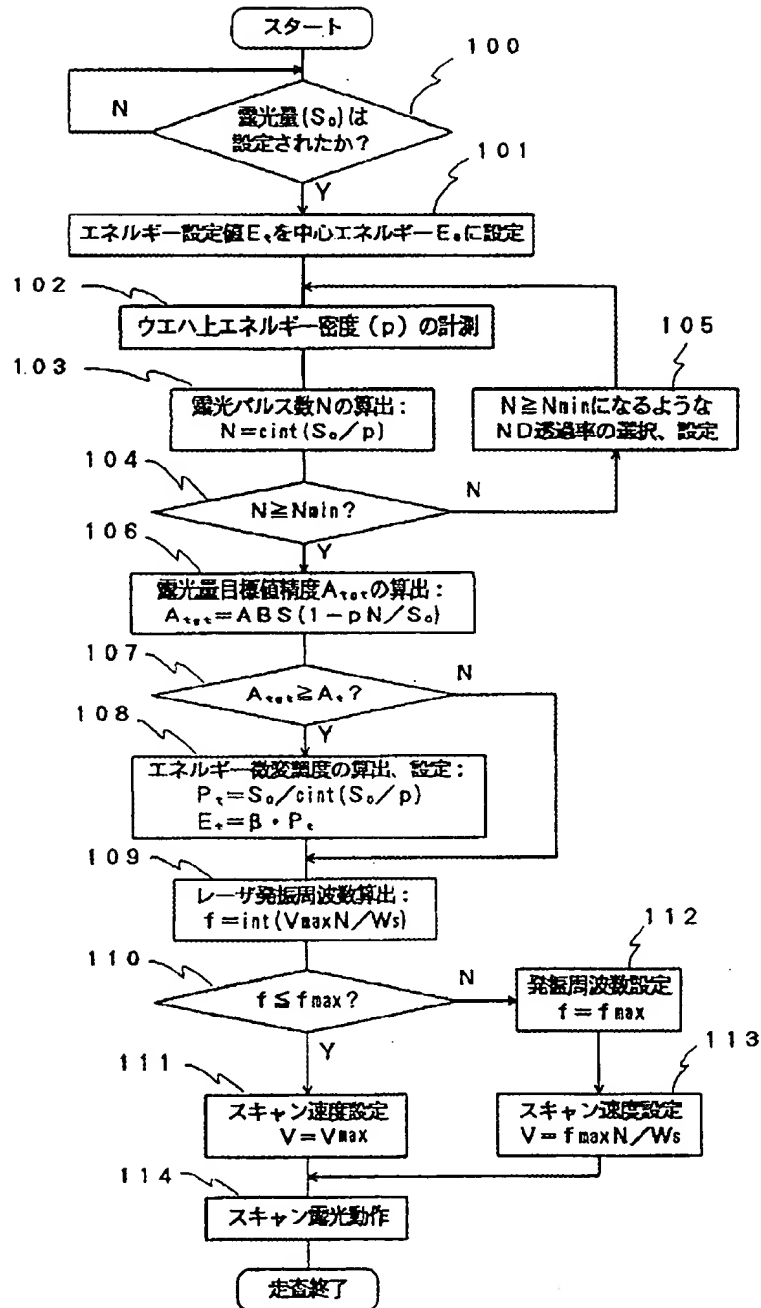 スタート
100
露光量(S₀)は
設定されたか?
N
Y
101
エネルギー設定値Eₜを中心エネルギーE₀に設定
102
ウエハ上エネルギー密度(p)の計測
103
露光パルス数Nの算出:
N=cint(S₀/p)
105
N≧Nminになるような
ND透過率の選択、設定
104
N≧Nmin?
N
Y
106
露光量目標値精度Aₜgₜの算出:
Aₜgₜ=ABS(1-pN/S₀)
107
Aₜgₜ≧Aₜ?
N
Y
108
エネルギー微変調度の算出、設定:
Pₜ=S₀/cint(S₀/p)
Eₜ=β・Pₜ
109
レーザ発振周波数算出:
f=int(VmaxN/Ws)
110
f≦fmax?
N
Y
112
発振周波数設定
f=fmax
111
スキャン速度設定
V=Vmax
113
スキャン速度設定
V=fmaxN/Ws
114
スキャン露光動作
走査終了